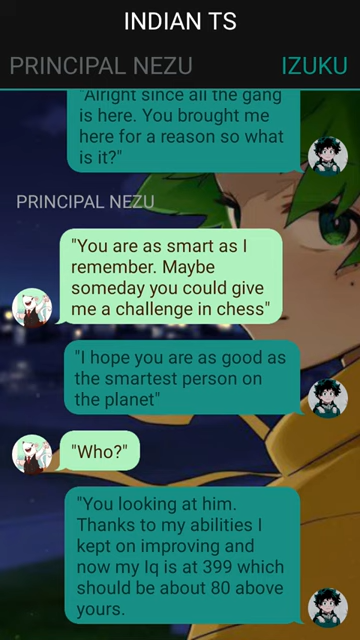 INDIAN TS
PRINCIPAL NEZU IZUKU
"Alright since all the gang
is here. You brought me
here for a reason so what
is it?"
PRINCIPAL NEZU
"You are as smart as I
remember. Maybe
someday you could give
me a challenge in chess"
"I hope you are as good as
the smartest person on
the planet"
"Who?"
"You looking at him.
Thanks to my abilities I
kept on improving and
now my Iq is at 399 which
should be about 80 above
yours.